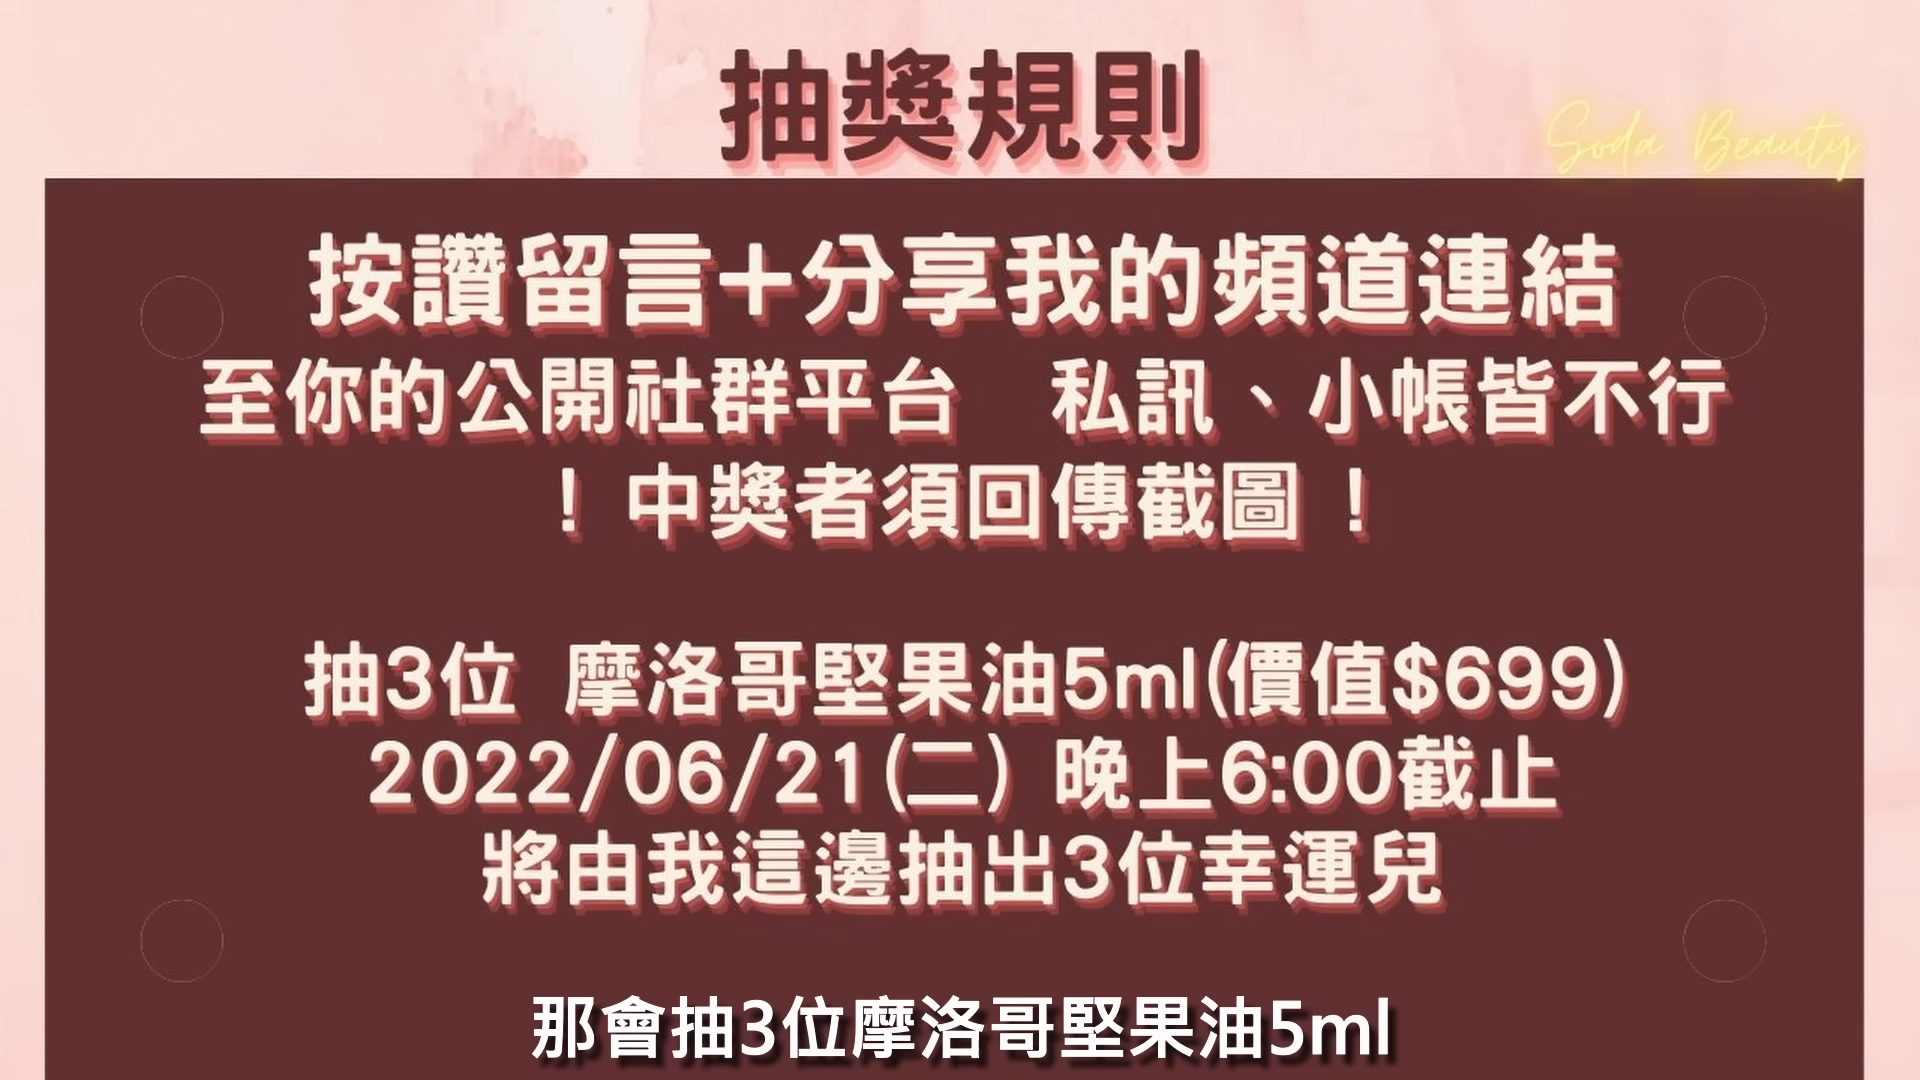 抽獎規則
Soda Beauty
按讚留言+分享我的頻道連結
至你的公開社群平台 私訊、小帳皆不行
！中獎者須回傳截圖！
抽3位 摩洛哥堅果油5ml(價值$699)
2022/06/21(二) 晚上6:00截止
將由我這邊抽出3位幸運兒
那會抽3位摩洛哥堅果油5ml